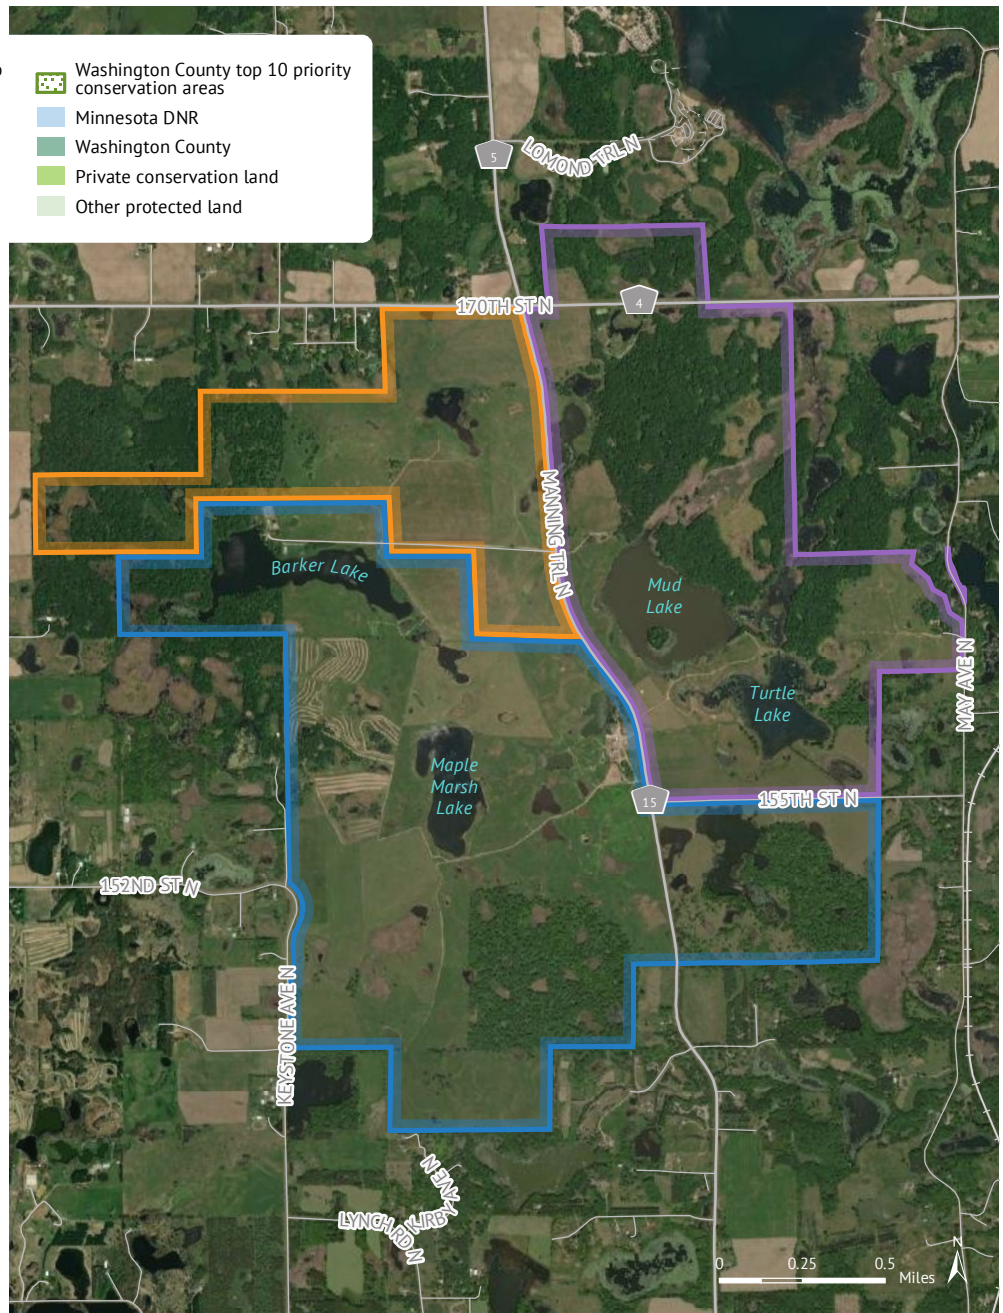 Washington County top 10 priority
conservation areas
Minnesota DNR
Washington County
Private conservation land
Other protected land
5
LOMOND TRL N
170TH ST N
4
MANNING TRL N
Barker Lake
Mud
Lake
Turtle
Lake
MAY AVE N
Maple
Marsh
Lake
15
155TH ST N
152ND ST N
KEYSTONE AVE N
KIRBY AVE N
LYNCH RD N
N
0 0.25 0.5
Miles